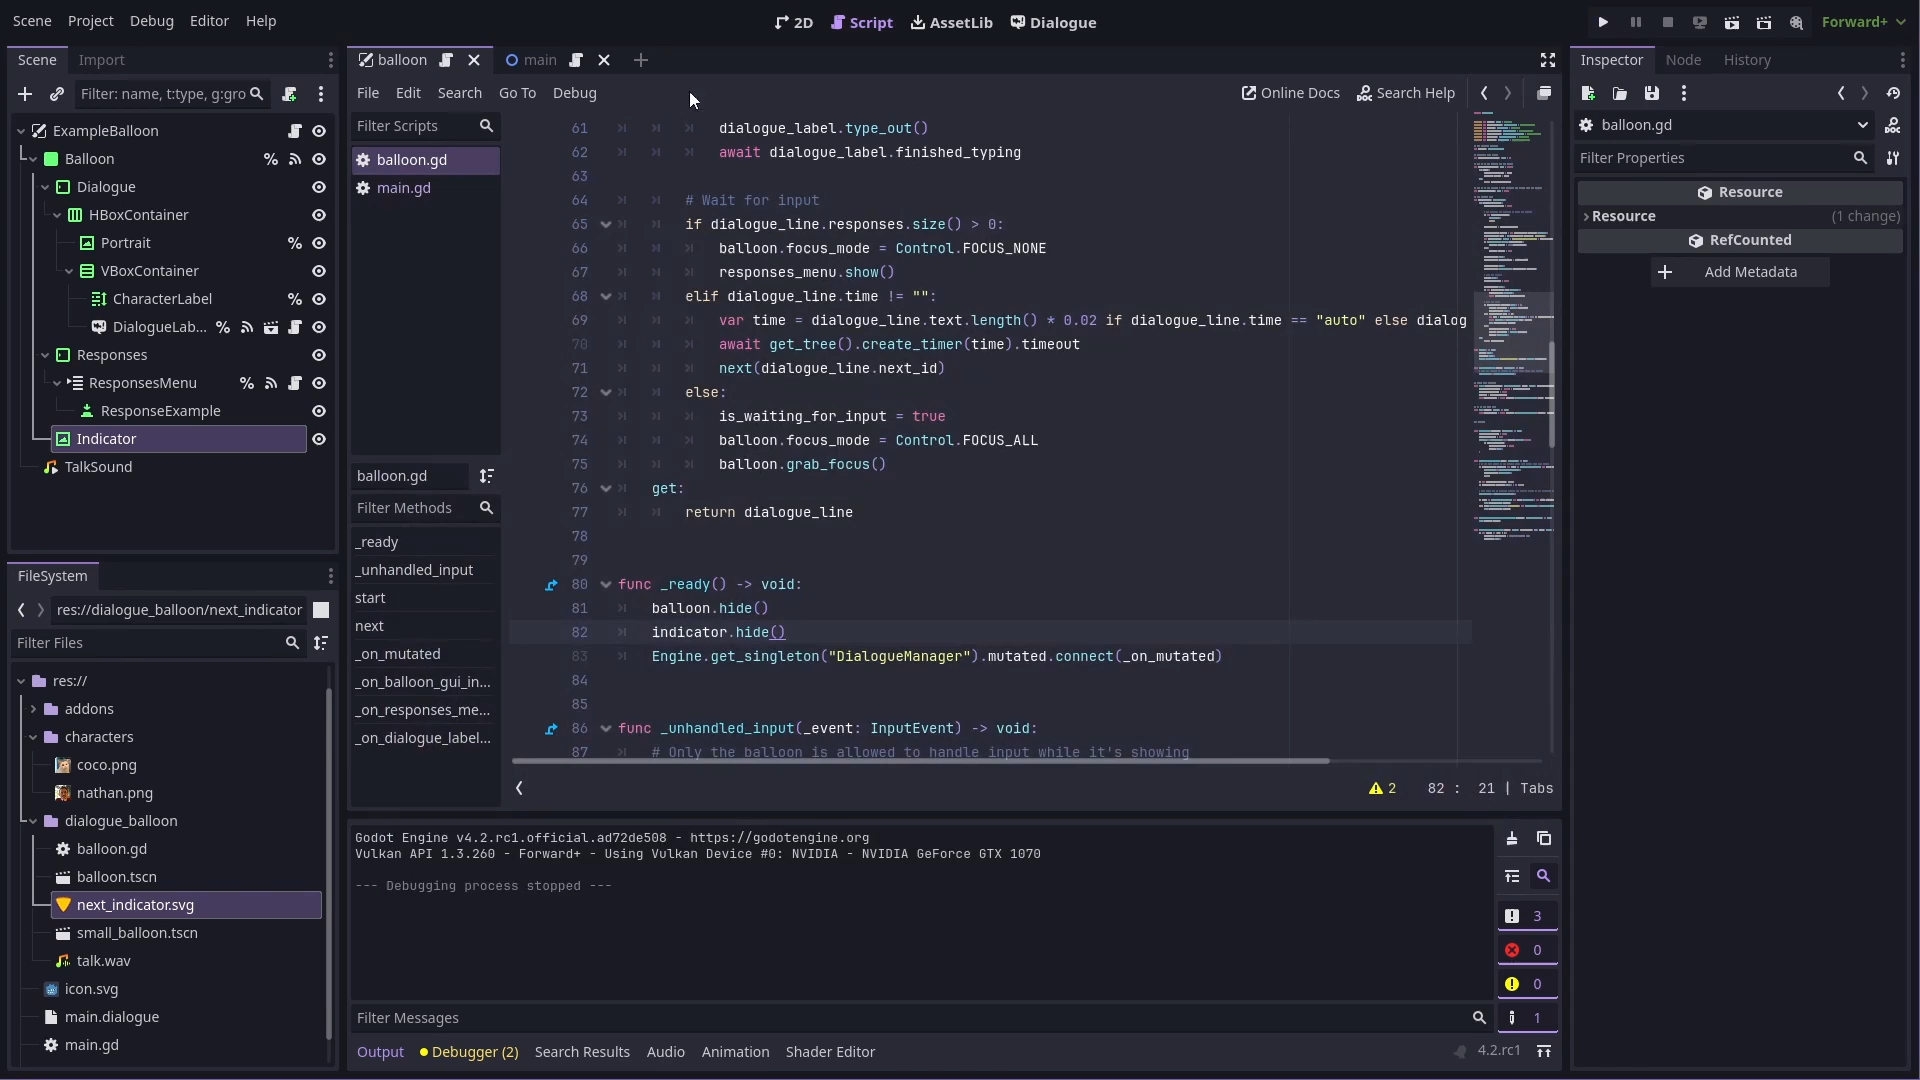 Scene Project Debug Editor Help
2D Script AssetLib Dialogue
Forward+
Scene Import
Filter: name, t:type, g:gro
ExampleBalloon
Balloon
Dialogue
HBoxContainer
Portrait
VBoxContainer
CharacterLabel
DialogueLab...
Responses
ResponsesMenu
ResponseExample
Indicator
TalkSound
FileSystem
res://dialogue_balloon/next_indicator
Filter Files
res://
addons
characters
coco.png
nathan.png
dialogue_balloon
balloon.gd
balloon.tscn
next_indicator.svg
small_balloon.tscn
talk.wav
icon.svg
main.dialogue
main.gd
balloon main
File Edit Search Go To Debug
Online Docs Search Help
Filter Scripts
balloon.gd
main.gd
balloon.gd
Filter Methods
_ready
_unhandled_input
start
next
_on_mutated
_on_balloon_gui_in...
_on_responses_me...
_on_dialogue_label...
61 dialogue_label.type_out()
62 await dialogue_label.finished_typing
63
64 # Wait for input
65 if dialogue_line.responses.size() > 0:
66 balloon.focus_mode = Control.FOCUS_NONE
67 responses_menu.show()
68 elif dialogue_line.time != "":
69 var time = dialogue_line.text.length() * 0.02 if dialogue_line.time == "auto" else dialog
70 await get_tree().create_timer(time).timeout
71 next(dialogue_line.next_id)
72 else:
73 is_waiting_for_input = true
74 balloon.focus_mode = Control.FOCUS_ALL
75 balloon.grab_focus()
76 get:
77 return dialogue_line
78
79
80 func _ready() -> void:
81 balloon.hide()
82 indicator.hide()
83 Engine.get_singleton("DialogueManager").mutated.connect(_on_mutated)
84
85
86 func _unhandled_input(_event: InputEvent) -> void:
87 # Only the balloon is allowed to handle input while it's showing
2 82 : 21 | Tabs
Godot Engine v4.2.rc1.official.ad72de508 - https://godotengine.org
Vulkan API 1.3.260 - Forward+ - Using Vulkan Device #0: NVIDIA - NVIDIA GeForce GTX 1070
--- Debugging process stopped ---
3
0
0
1
Filter Messages
Output Debugger (2) Search Results Audio Animation Shader Editor
4.2.rc1
Inspector Node History
balloon.gd
Filter Properties
Resource
Resource (1 change)
RefCounted
Add Metadata